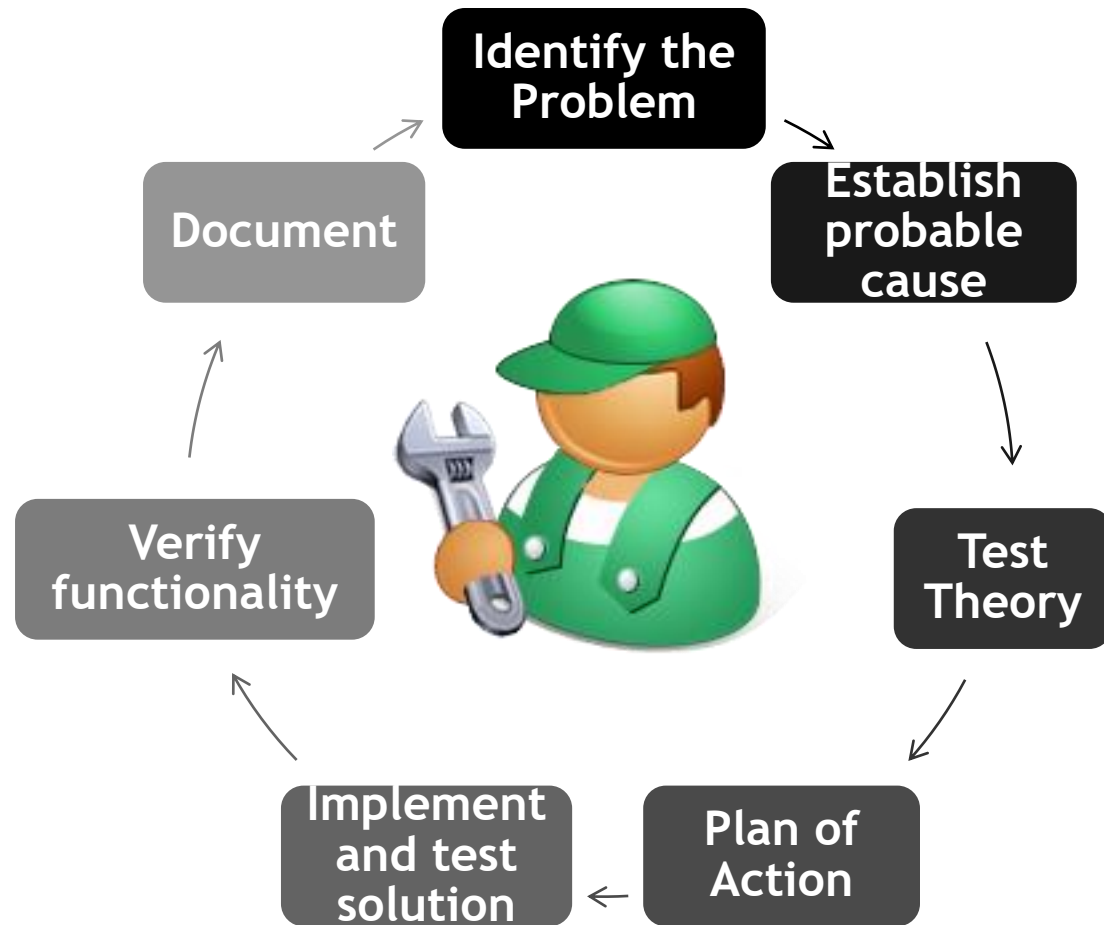 Identify the
Problem
Establish
probable
cause
Test
Theory
Plan of
Action
Implement
and test
solution
Verify
functionality
Document